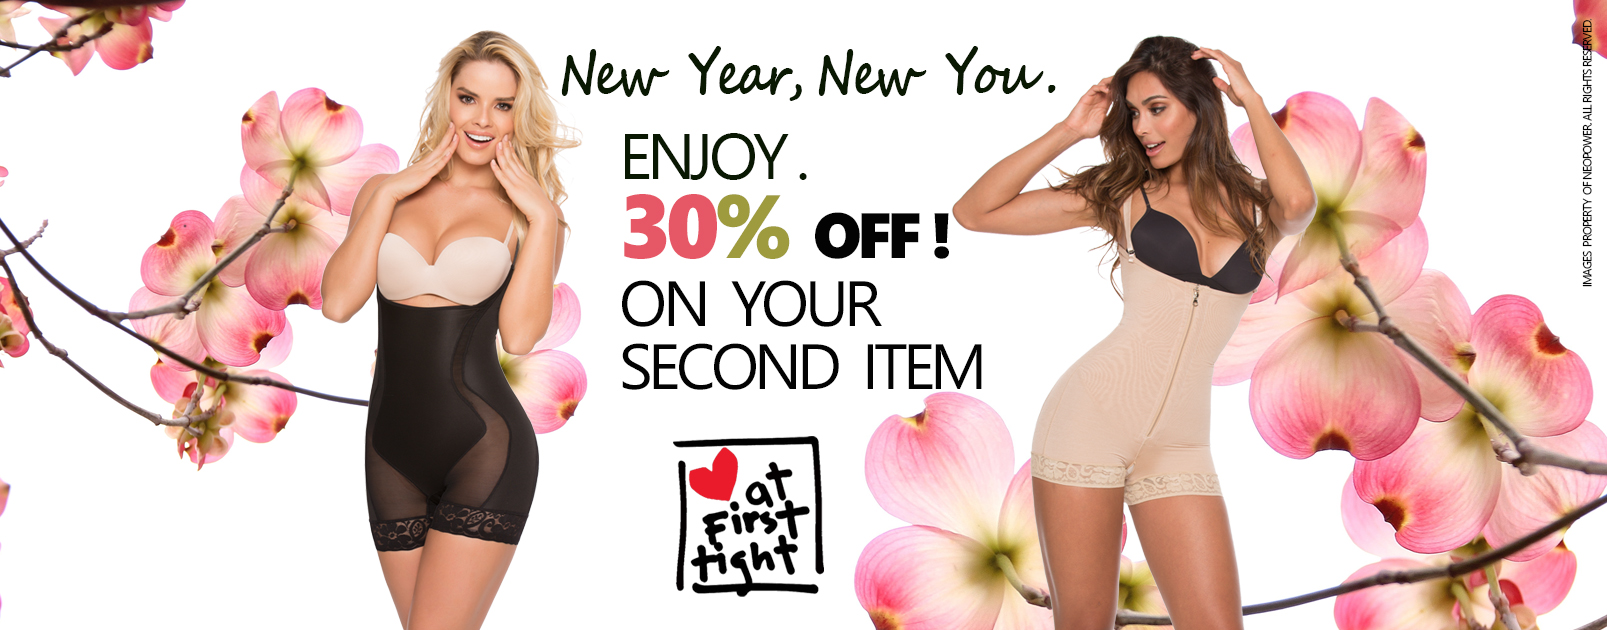 New Year, New You.
ENJOY .
30% OFF !
ON YOUR
SECOND ITEM
at
First
tight
IMAGES PROPERTY OF NEOPOWER. ALL RIGHTS RESERVED.